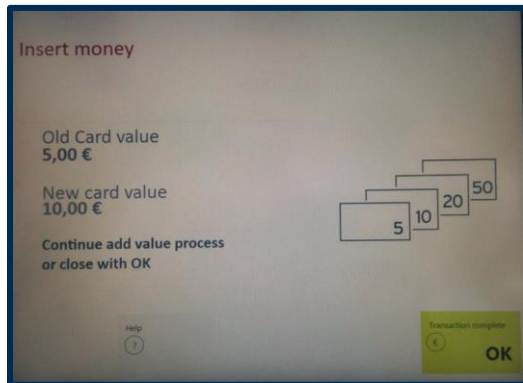 Insert money
Old Card value
5,00 €
New card value
10,00 €
Continue add value process
or close with OK
5
10
20
50
Help
?
Transaction complete
€
OK